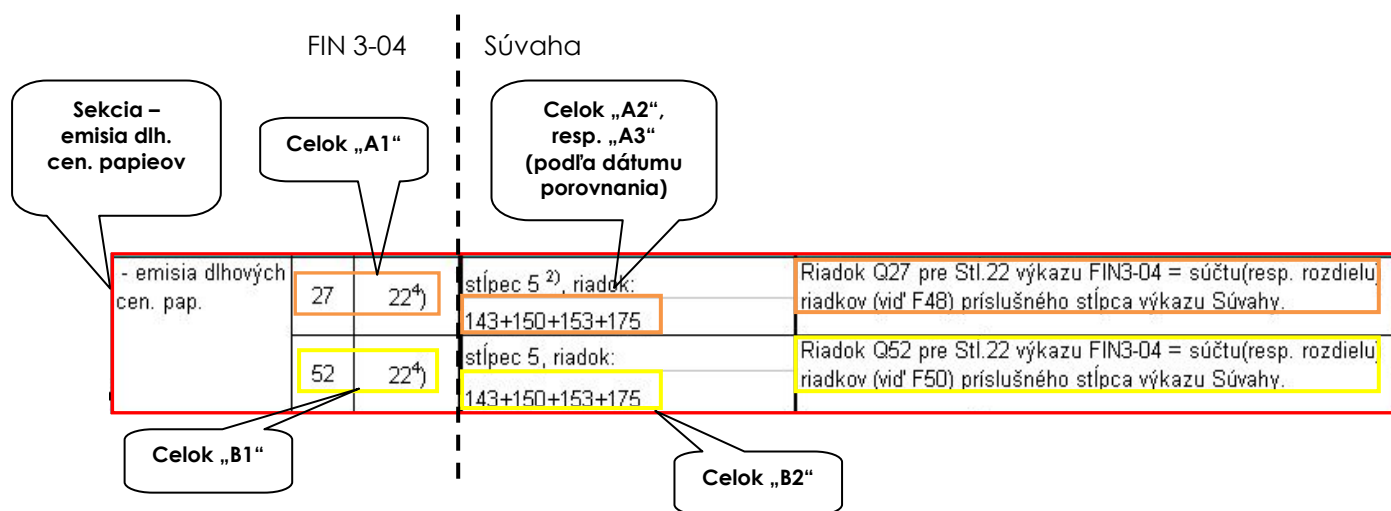 FIN 3-04
Súvaha
Sekcia –
emisia dlh.
cen. papieov
Celok „A1“
Celok „A2“,
resp. „A3“
(podľa dátumu
porovnania)
- emisia dlhových
cen. pap.
27
22⁴)
stĺpec 5 ²⁾, riadok:
143+150+153+175
Riadok Q27 pre Stl.22 výkazu FIN3-04 = súčtu(resp. rozdielu)
riadkov (viď F48) príslušného stĺpca výkazu Súvahy.
52
22⁴)
stĺpec 5, riadok:
143+150+153+175
Riadok Q52 pre Stl.22 výkazu FIN3-04 = súčtu(resp. rozdielu)
riadkov (viď F50) príslušného stĺpca výkazu Súvahy.
Celok „B1“
Celok „B2“